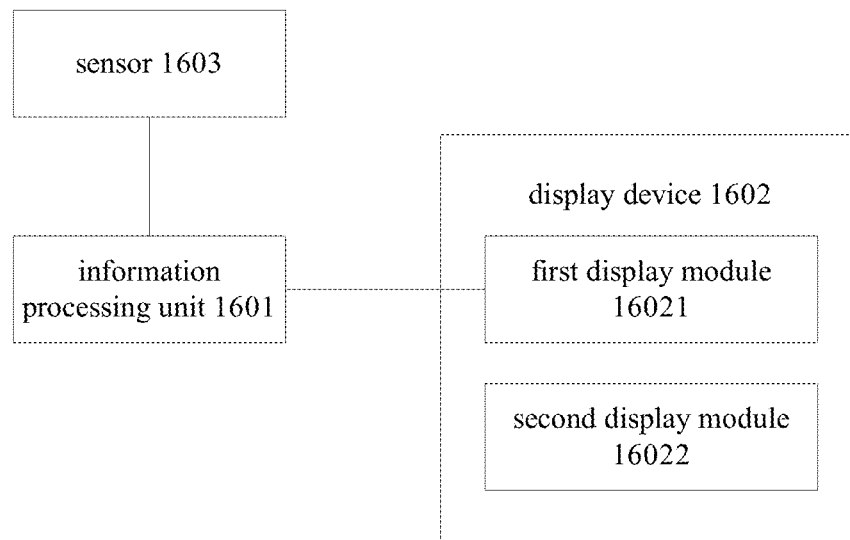 sensor 1603
display device 1602
information
processing unit 1601
first display module
16021
second display module
16022